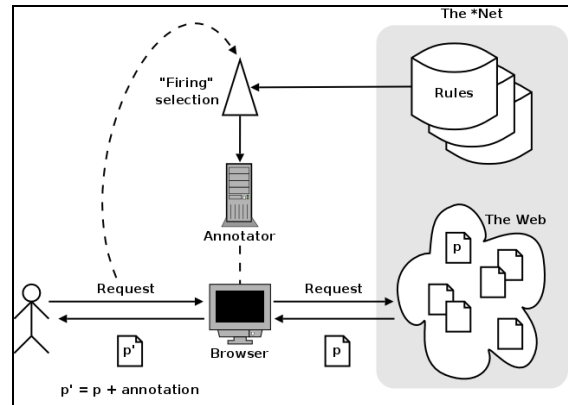 The *Net
"Firing"
selection
Rules
Annotator
The Web
p
Request
Request
p'
Browser
p
p' = p + annotation